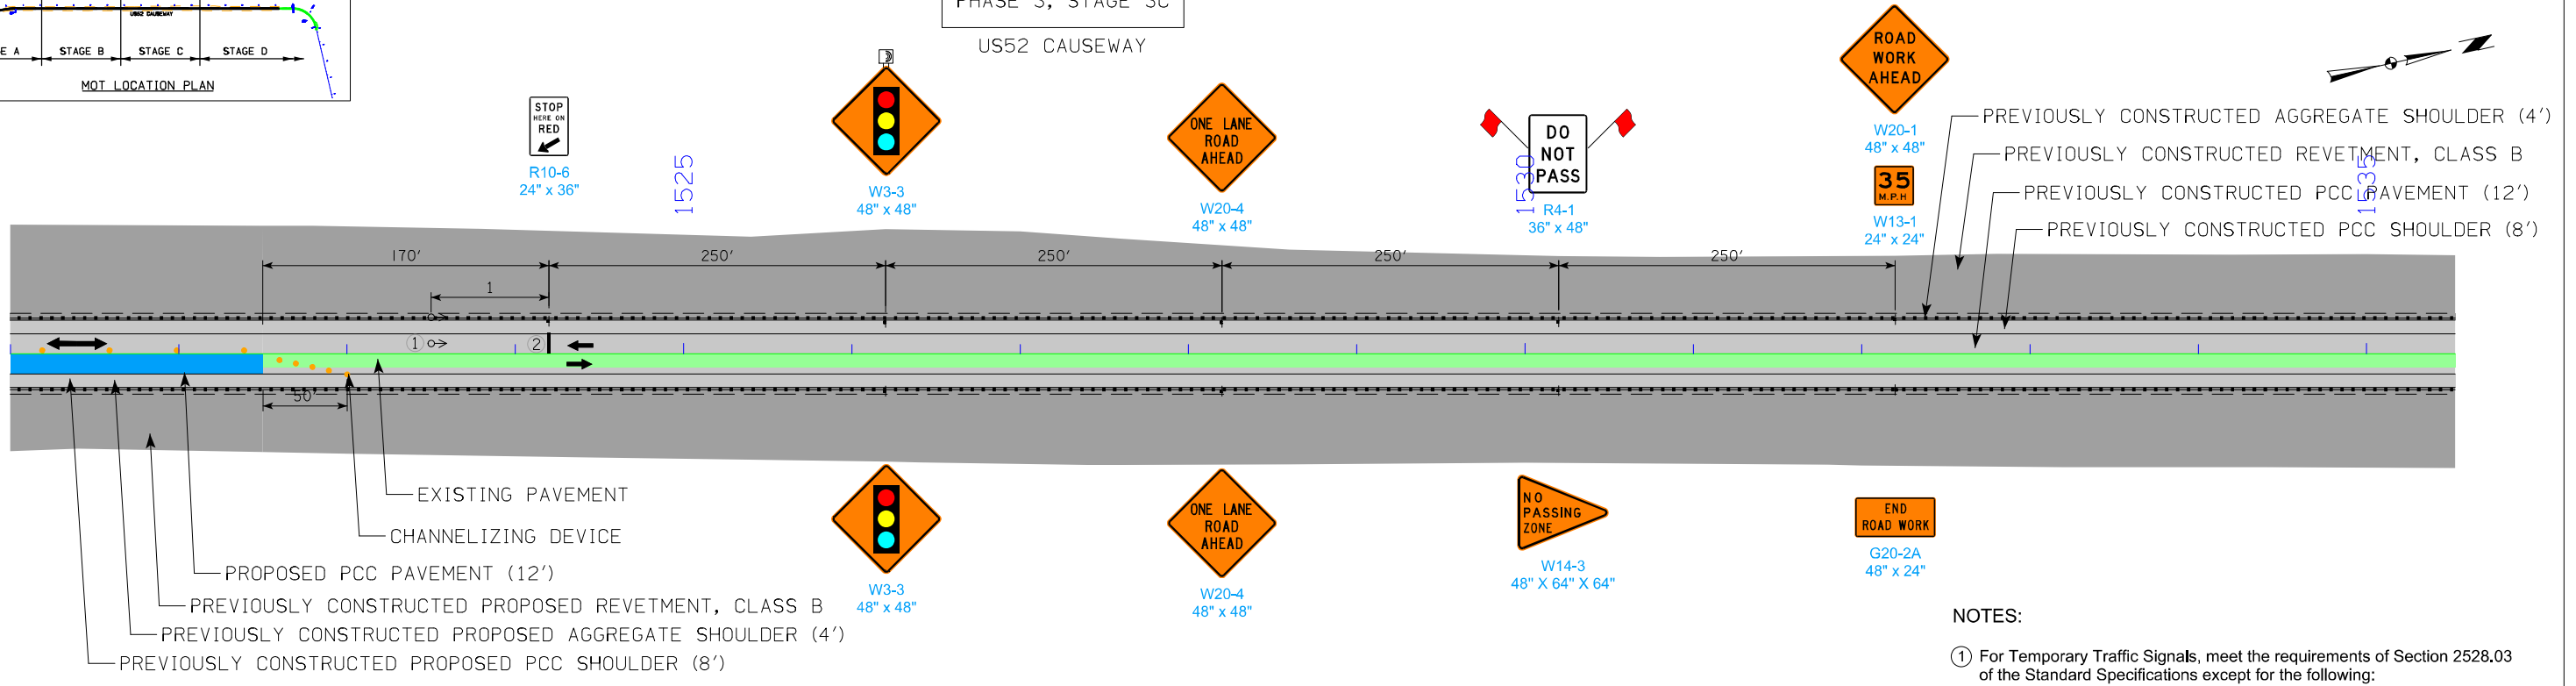 US52 CAUSEWAY
E A
STAGE B
STAGE C
STAGE D
MOT LOCATION PLAN
PHASE 3, STAGE 3C
US52 CAUSEWAY
STOP
HERE ON
RED
R10-6
24" x 36"
1525
W3-3
48" x 48"
ONE LANE
ROAD
AHEAD
W20-4
48" x 48"
DO
NOT
PASS
1530
R4-1
36" x 48"
ROAD
WORK
AHEAD
W20-1
48" x 48"
35
M.P.H
W13-1
24" x 24"
1535
PREVIOUSLY CONSTRUCTED AGGREGATE SHOULDER (4')
PREVIOUSLY CONSTRUCTED REVETMENT, CLASS B
PREVIOUSLY CONSTRUCTED PCC PAVEMENT (12')
PREVIOUSLY CONSTRUCTED PCC SHOULDER (8')
170'
250'
250'
250'
250'
1
1
2
50'
EXISTING PAVEMENT
CHANNELIZING DEVICE
PROPOSED PCC PAVEMENT (12')
PREVIOUSLY CONSTRUCTED PROPOSED REVETMENT, CLASS B
PREVIOUSLY CONSTRUCTED PROPOSED AGGREGATE SHOULDER (4')
PREVIOUSLY CONSTRUCTED PROPOSED PCC SHOULDER (8')
W3-3
48" x 48"
ONE LANE
ROAD
AHEAD
W20-4
48" x 48"
NO
PASSING
ZONE
W14-3
48" X 64" X 64"
END
ROAD WORK
G20-2A
48" x 24"
NOTES:
1 For Temporary Traffic Signals, meet the requirements of Section 2528.03
of the Standard Specifications except for the following: